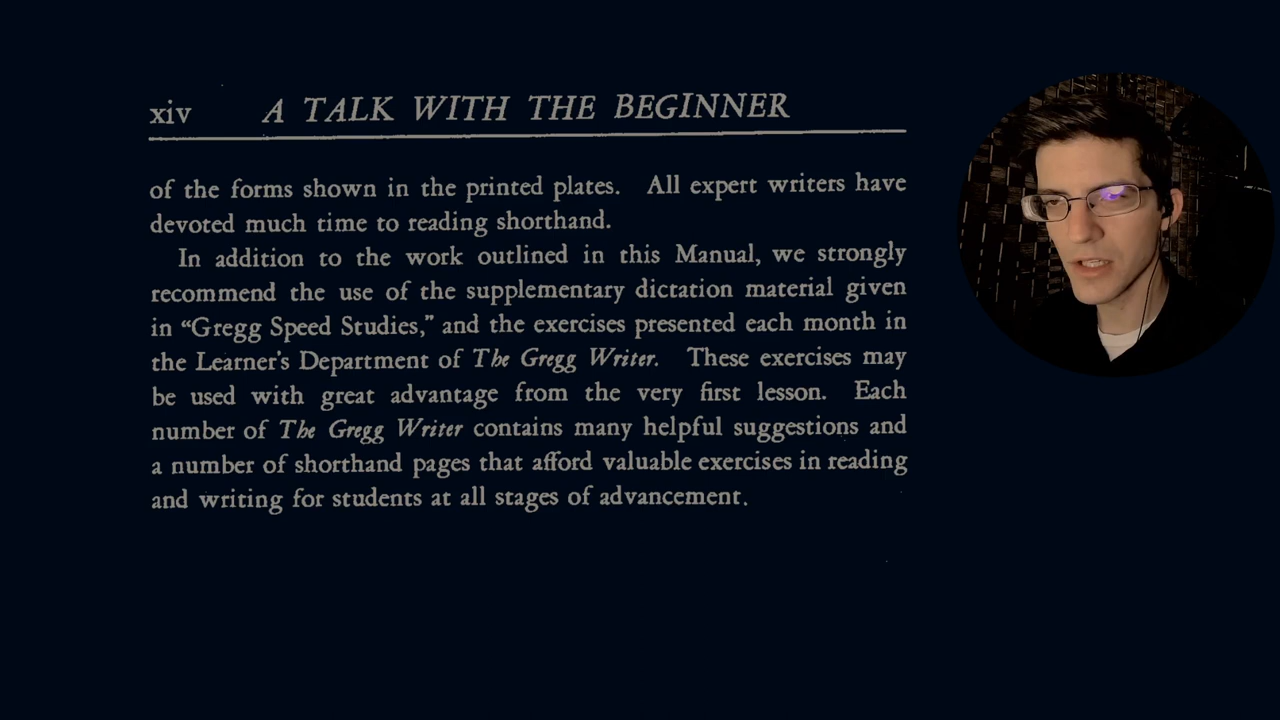 xiv A TALK WITH THE BEGINNER
of the forms shown in the printed plates. All expert writers have
devoted much time to reading shorthand.
In addition to the work outlined in this Manual, we strongly
recommend the use of the supplementary dictation material given
in “Gregg Speed Studies,” and the exercises presented each month in
the Learner's Department of The Gregg Writer. These exercises may
be used with great advantage from the very first lesson. Each
number of The Gregg Writer contains many helpful suggestions and
a number of shorthand pages that afford valuable exercises in reading
and writing for students at all stages of advancement.